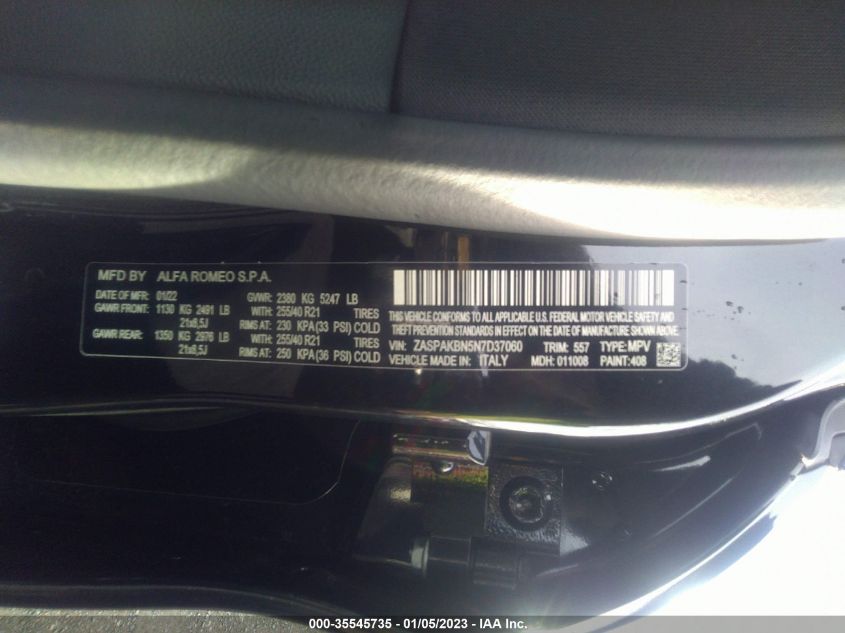 MFD BY ALFA ROMEO S.P.A.
DATE OF MFR: 01/22 GVWR: 2380 KG 5247 LB
GAWR FRONT: 1130 KG 2491 LB WITH: 255/40 R21 TIRES
21x8,5J RIMS AT: 230 KPA (33 PSI) COLD
GAWR REAR: 1350 KG 2976 LB WITH: 255/40 R21 TIRES
21x8,5J RIMS AT: 250 KPA (36 PSI) COLD
THIS VEHICLE CONFORMS TO ALL APPLICABLE U.S. FEDERAL MOTOR VEHICLE SAFETY AND
THEFT PREVENTION STANDARDS IN EFFECT ON THE DATE OF MANUFACTURE SHOWN ABOVE.
VIN: ZASPAKBN5N7D37060 TRIM: 557 TYPE: MPV
VEHICLE MADE IN: ITALY MDH: 011008 PAINT: 408
000-35545735 - 01/05/2023 - IAA Inc.